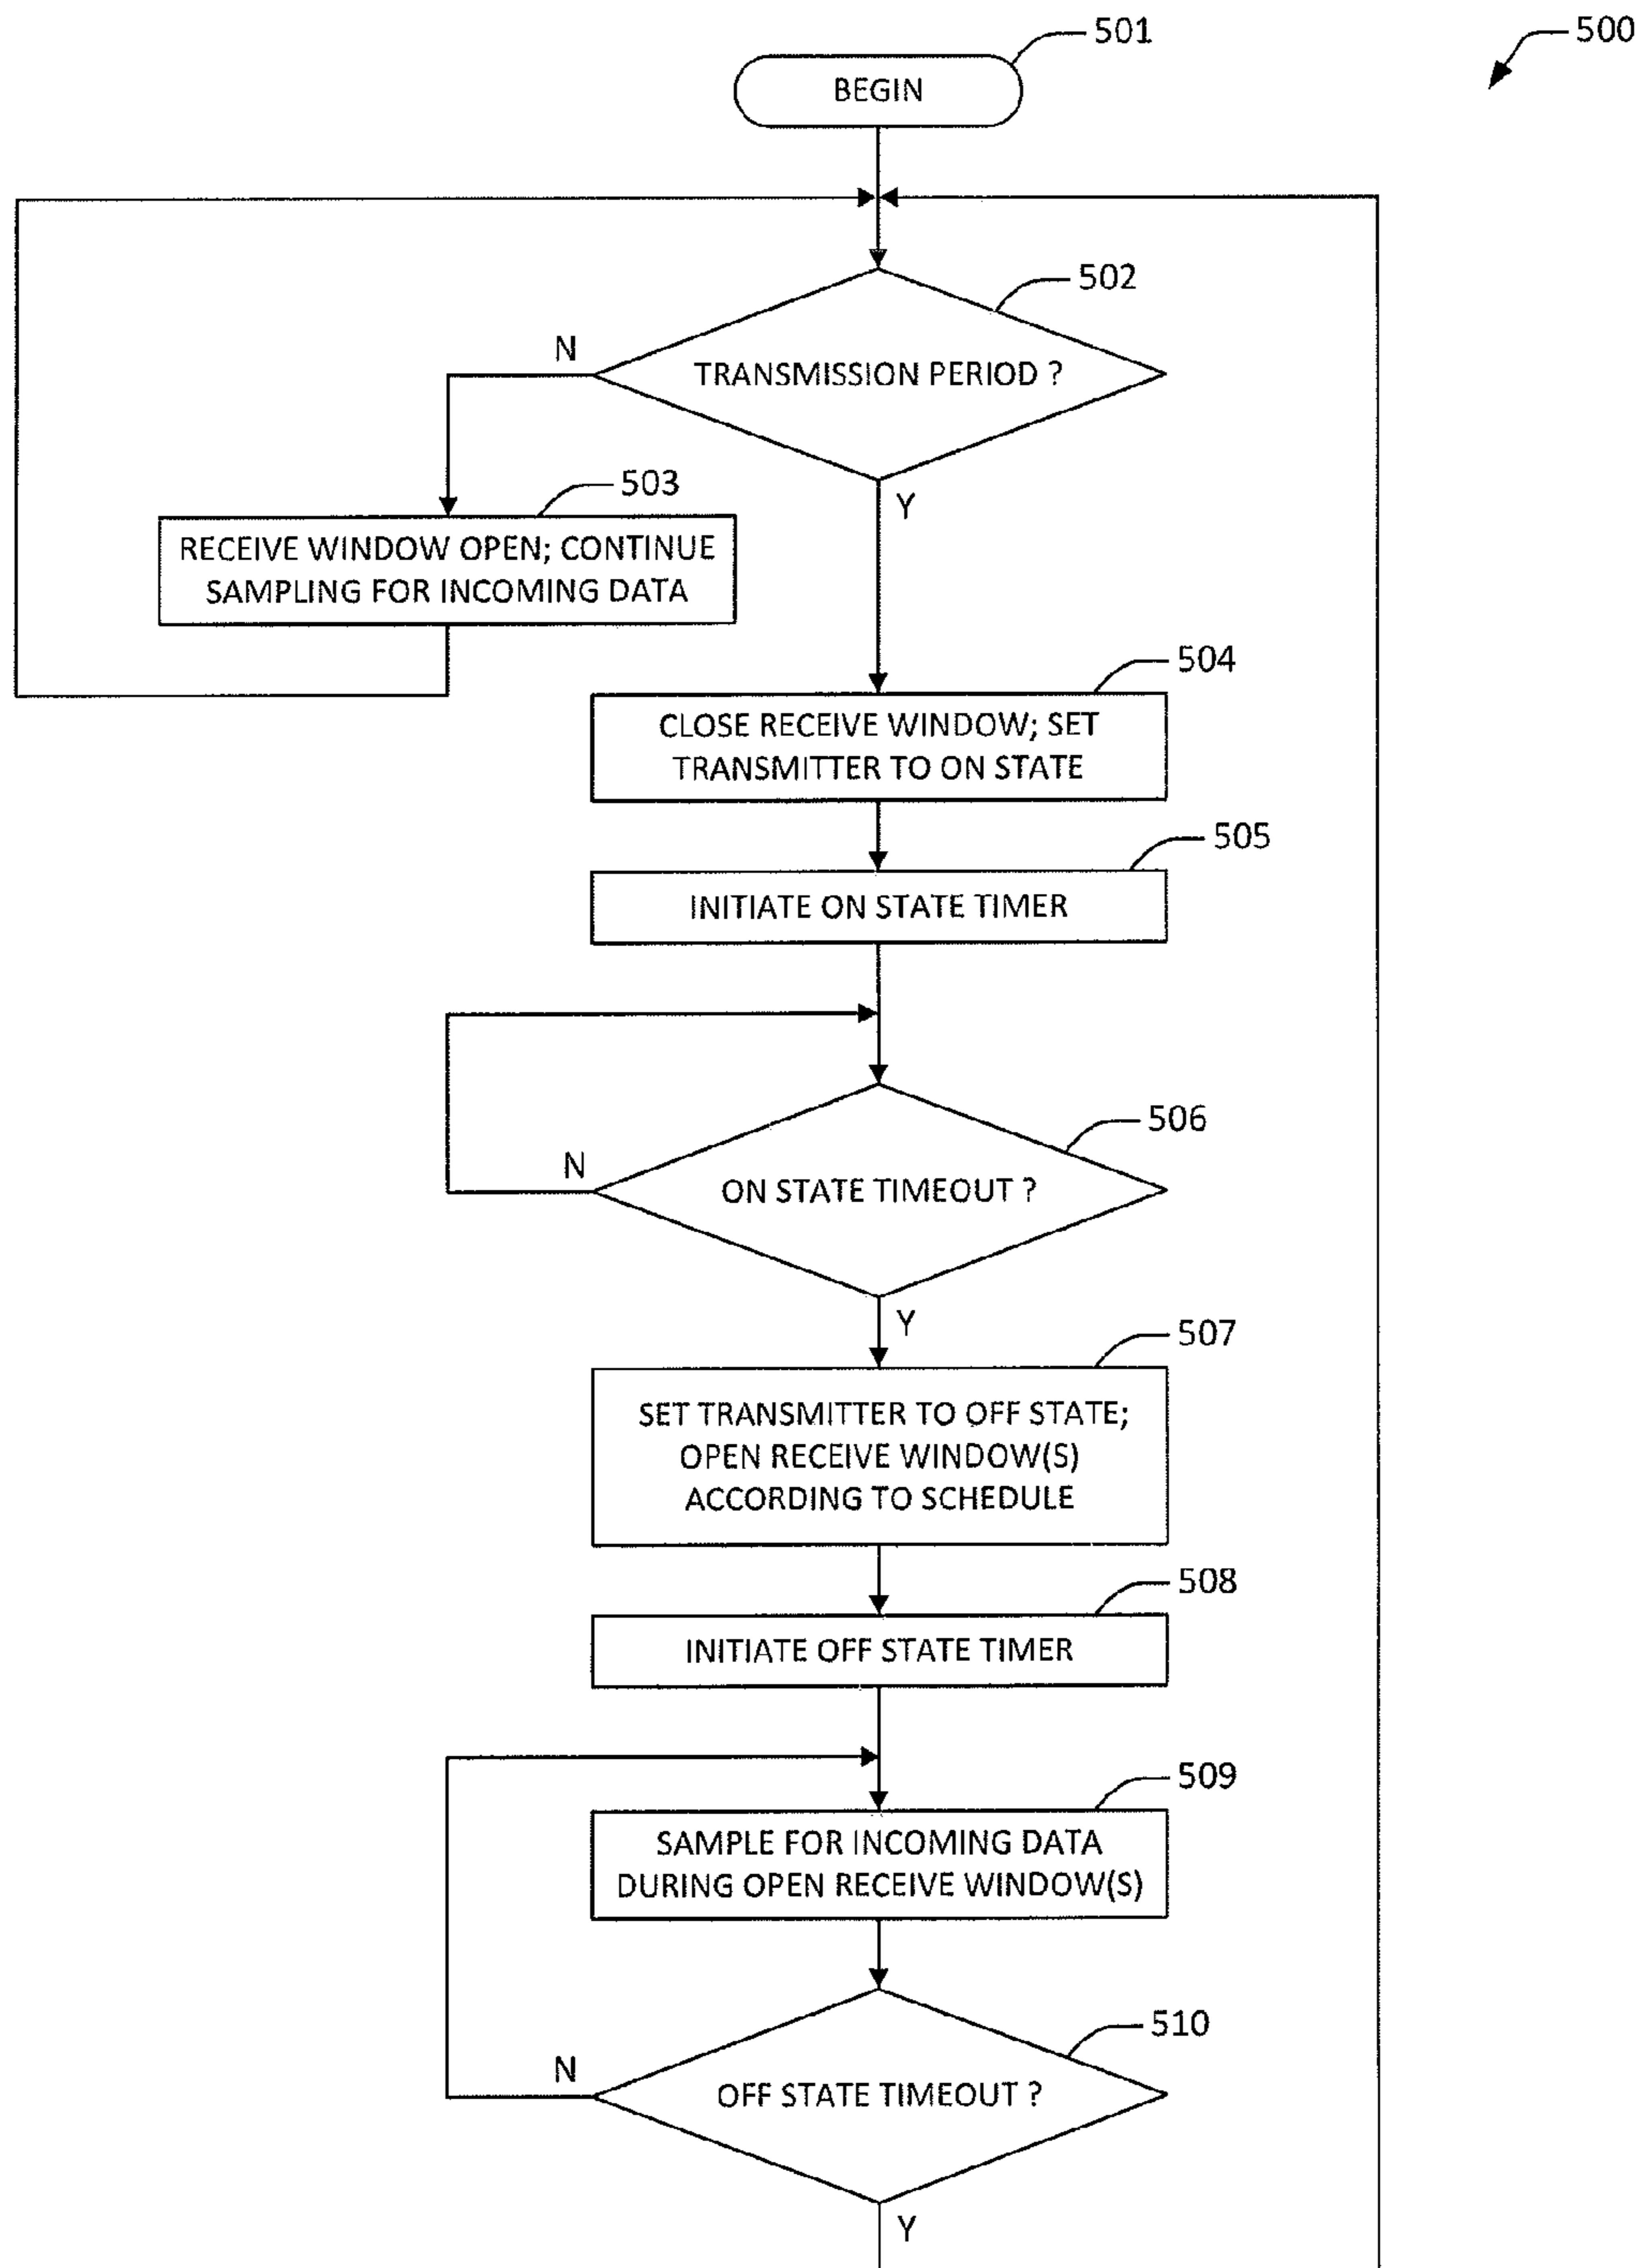 501
500
BEGIN
502
N
TRANSMISSION PERIOD ?
503
Y
RECEIVE WINDOW OPEN; CONTINUE
SAMPLING FOR INCOMING DATA
504
CLOSE RECEIVE WINDOW; SET
TRANSMITTER TO ON STATE
505
INITIATE ON STATE TIMER
506
N
ON STATE TIMEOUT ?
Y
507
SET TRANSMITTER TO OFF STATE;
OPEN RECEIVE WINDOW(S)
ACCORDING TO SCHEDULE
508
INITIATE OFF STATE TIMER
509
SAMPLE FOR INCOMING DATA
DURING OPEN RECEIVE WINDOW(S)
510
N
OFF STATE TIMEOUT ?
Y